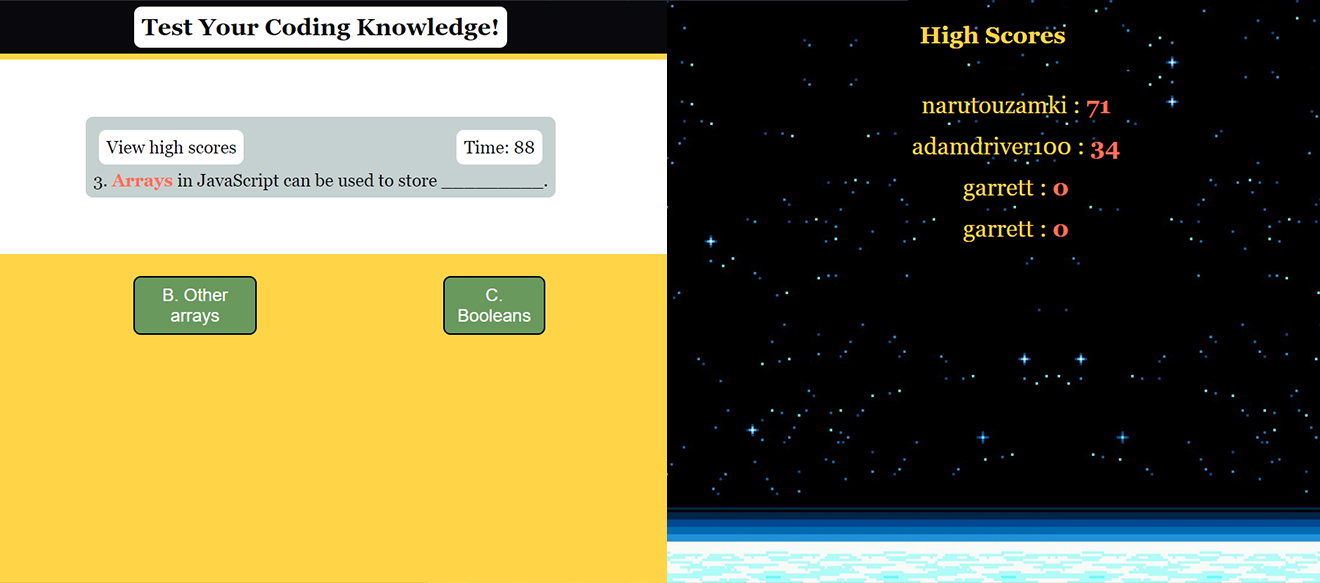 Test Your Coding Knowledge!
View high scores
Time: 88
3. Arrays in JavaScript can be used to store __________.
B. Other
arrays
C.
Booleans
High Scores
narutouzamki : 71
adamdriver100 : 34
garrett : 0
garrett : 0